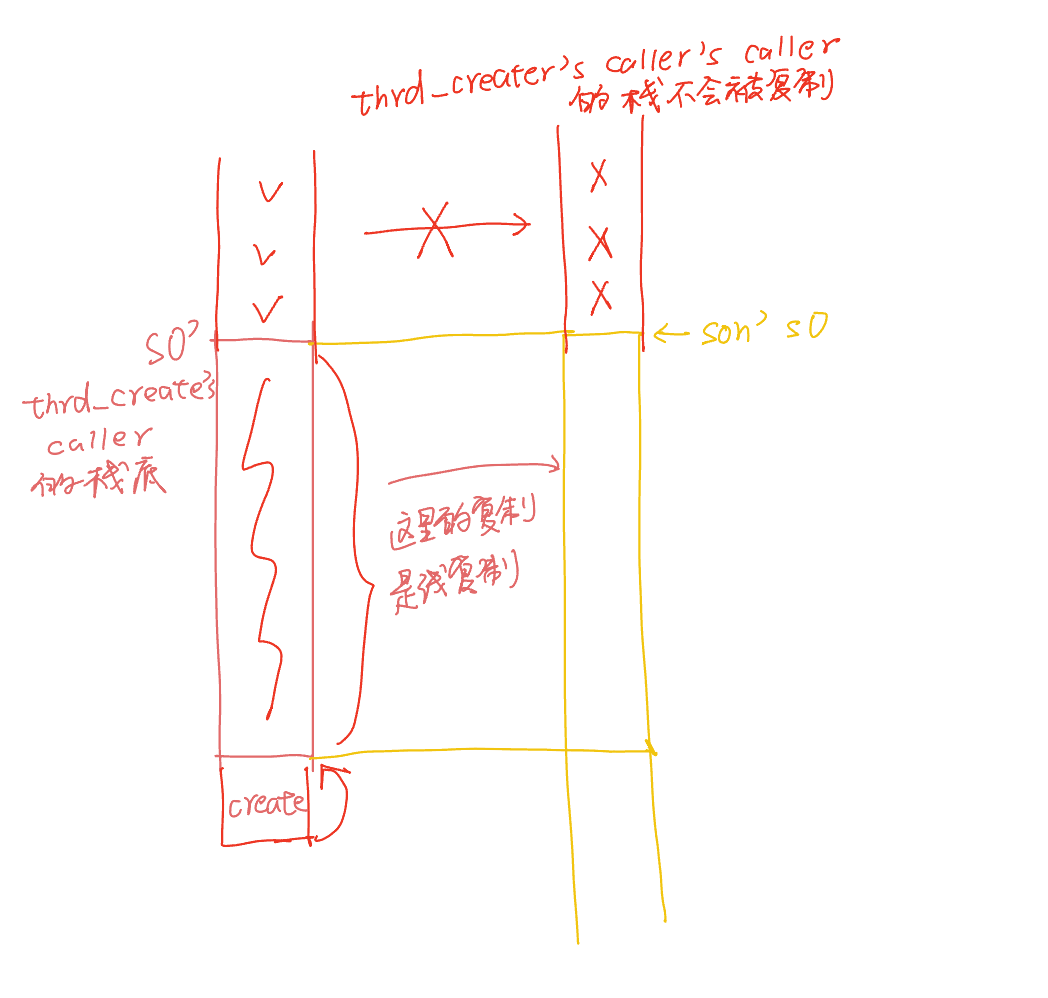 thrd_creater's caller's caller
的栈不会被复制
s0'
son's0
thrd_create's
caller
的栈底
这里的复制
是浅复制
create